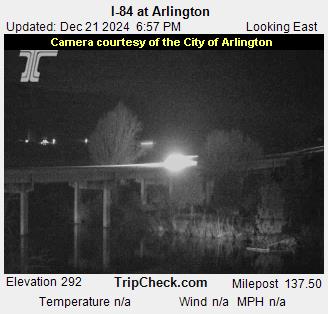 I-84 at Arlington
Updated: Dec 21 2024 6:57 PM Looking East
Camera courtesy of the City of Arlington
Elevation 292 TripCheck.com Milepost 137.50
Temperature n/a Wind n/a MPH n/a